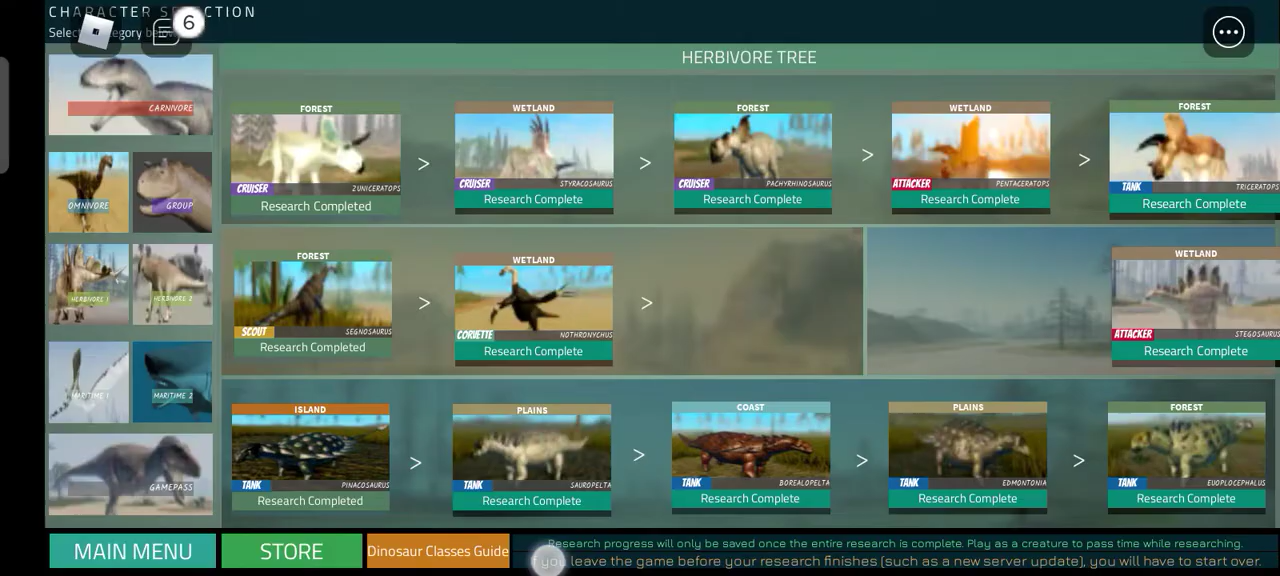 CHARACTER SELECTION
6
Select category below
HERBIVORE TREE
CARNIVORE
OMNIVORE
GROUP
HERBIVORE 1
HERBIVORE 2
MARITIME 1
MARITIME 2
GAMEPASS
FOREST
CRUISER
ZUNICERATOPS
Research Completed
>
WETLAND
CRUISER
STYRACOSAURUS
Research Complete
>
FOREST
CRUISER
PACHYRHINOSAURUS
Research Complete
>
WETLAND
ATTACKER
PENTACERATOPS
Research Complete
>
FOREST
TANK
TRICERATOPS
Research Complete
FOREST
SCOUT
SEGNOSAURUS
Research Completed
>
WETLAND
CORVETTE
NOTHRONYCHUS
Research Complete
>
WETLAND
ATTACKER
STEGOSAURUS
Research Complete
ISLAND
TANK
PINACOSAURUS
Research Completed
>
PLAINS
TANK
SAUROPELTA
Research Complete
>
COAST
TANK
BOREALOPELTA
Research Complete
>
PLAINS
TANK
EDMONTONIA
Research Complete
>
FOREST
TANK
EUOPLOCEPHALUS
Research Complete
MAIN MENU
STORE
Dinosaur Classes Guide
Research progress will only be saved once the entire research is complete. Play as a creature to pass time while researching.
If you leave the game before your research finishes (such as a new server update), you will have to start over.